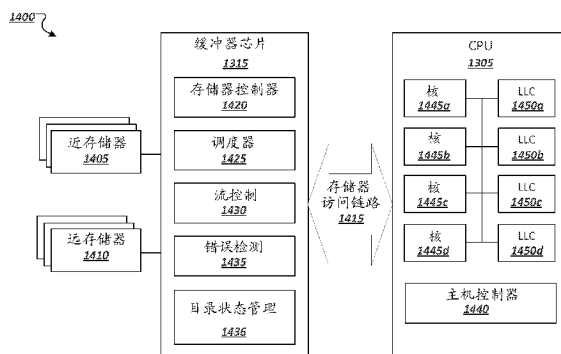 1400
缓冲器芯片
1315
存储器控制器
1420
调度器
1425
流控制
1430
错误检测
1435
目录状态管理
1436
近存储器
1405
远存储器
1410
存储器
访问链路
1415
CPU
1305
核
1445a
LLC
1450a
核
1445b
LLC
1450b
核
1445c
LLC
1450c
核
1445d
LLC
1450d
主机控制器
1440